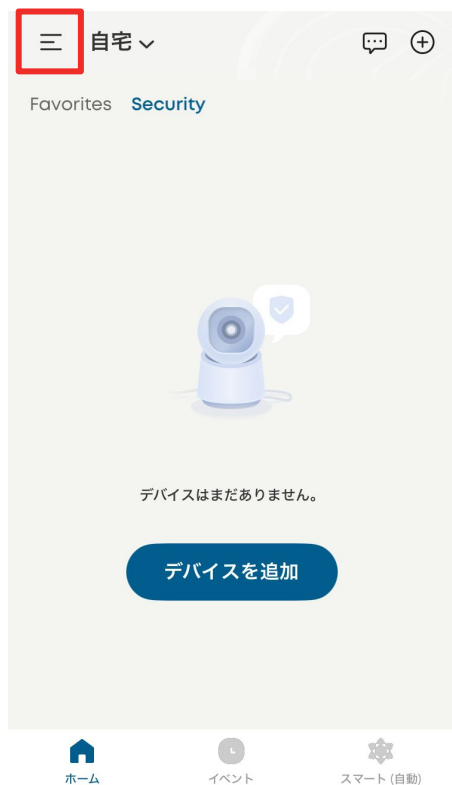 自宅
Favorites Security
デバイスはまだありません。
デバイスを追加
ホーム イベント スマート (自動)